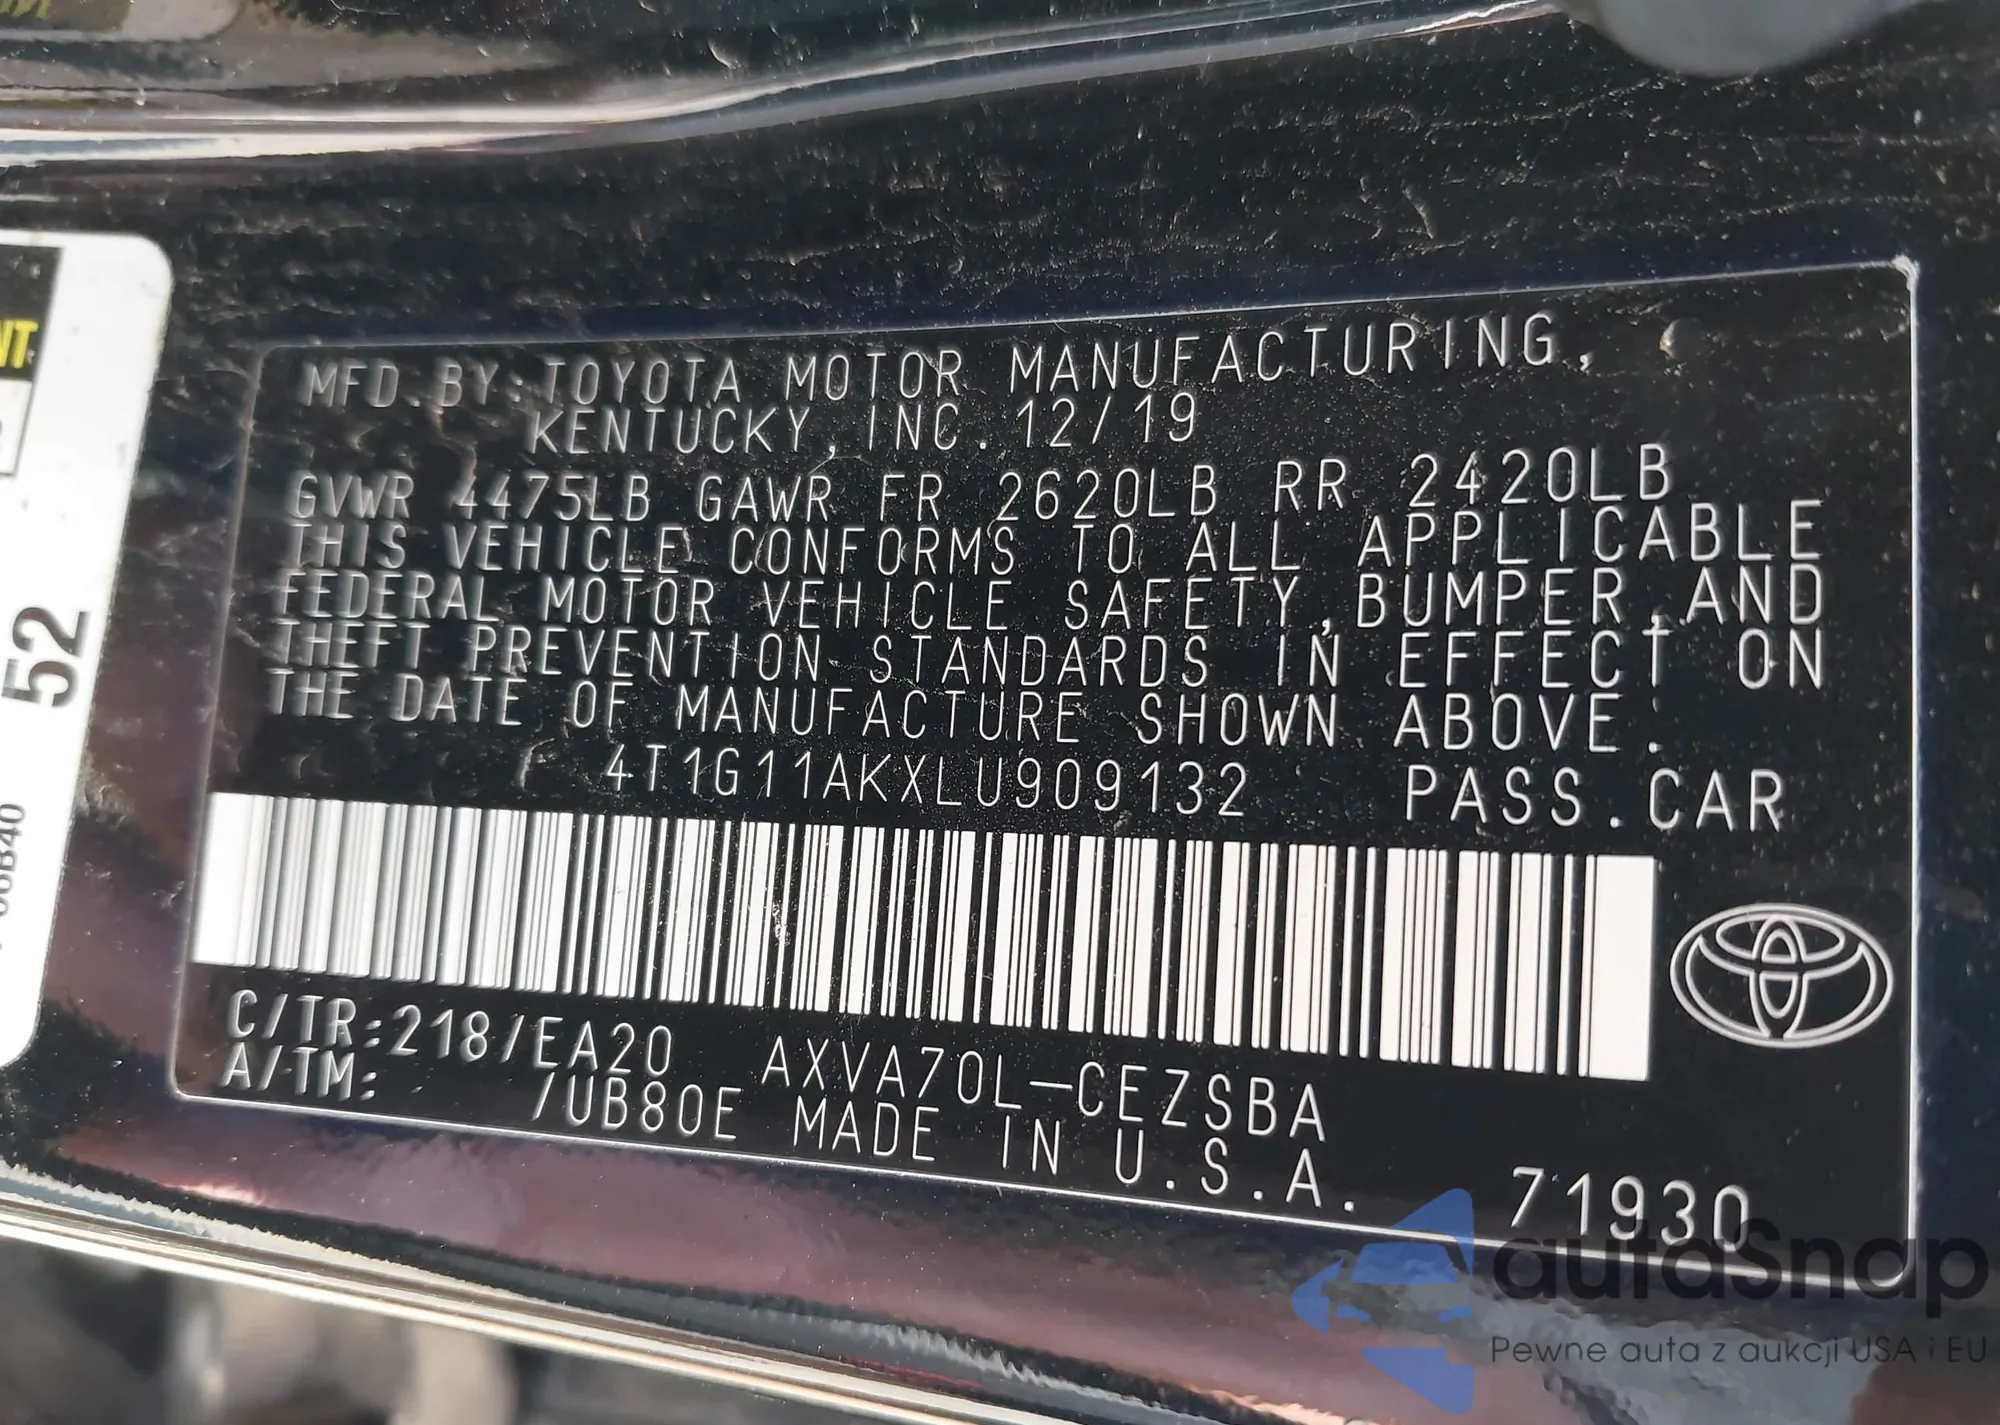 MFD.BY:TOYOTA MOTOR MANUFACTURING,
KENTUCKY,INC.12/19
GVWR 4475LB GAWR FR 2620LB RR 2420LB
THIS VEHICLE CONFORMS TO ALL APPLICABLE
FEDERAL MOTOR VEHICLE SAFETY,BUMPER,AND
THEFT PREVENTION STANDARDS IN EFFECT ON
THE DATE OF MANUFACTURE SHOWN ABOVE.
4T1G11AKXLU909132 PASS.CAR
C/TR:218/EA20 AXVA70L-CEZSBA
A/TM: /UB80E MADE IN U.S.A. 71930
52
NT
autaSnap
Pewne auta z aukcji USA i EU